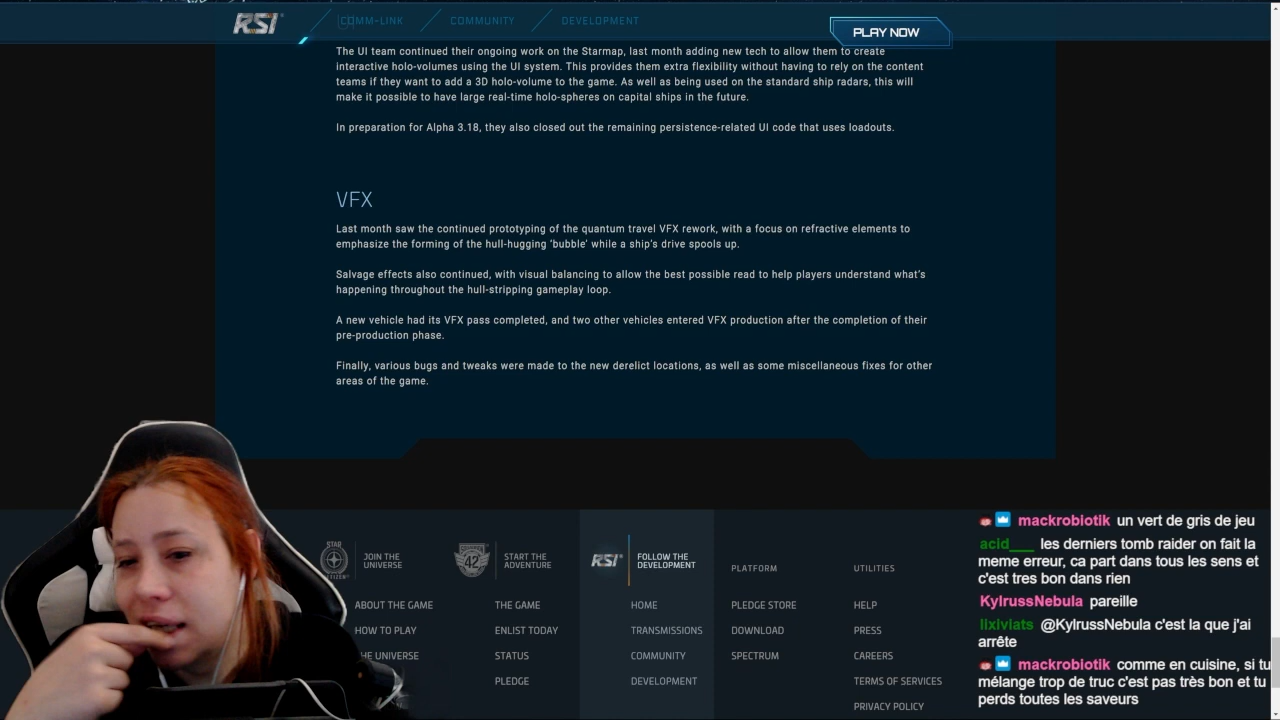 RSI
COMM-LINK
COMMUNITY
DEVELOPMENT
PLAY NOW
The UI team continued their ongoing work on the Starmap, last month adding new tech to allow them to create
interactive holo-volumes using the UI system. This provides them extra flexibility without having to rely on the content
teams if they want to add a 3D holo-volume to the game. As well as being used on the standard ship radars, this will
make it possible to have large real-time holo-spheres on capital ships in the future.
In preparation for Alpha 3.18, they also closed out the remaining persistence-related UI code that uses loadouts.
VFX
Last month saw the continued prototyping of the quantum travel VFX rework, with a focus on refractive elements to
emphasize the forming of the hull-hugging ‘bubble’ while a ship’s drive spools up.
Salvage effects also continued, with visual balancing to allow the best possible read to help players understand what’s
happening throughout the hull-stripping gameplay loop.
A new vehicle had its VFX pass completed, and two other vehicles entered VFX production after the completion of their
pre-production phase.
Finally, various bugs and tweaks were made to the new derelict locations, as well as some miscellaneous fixes for other
areas of the game.
STAR
JOIN THE
UNIVERSE
ABOUT THE GAME
HOW TO PLAY
THE UNIVERSE
42
START THE
ADVENTURE
THE GAME
ENLIST TODAY
STATUS
PLEDGE
RSI
FOLLOW THE
DEVELOPMENT
HOME
TRANSMISSIONS
COMMUNITY
DEVELOPMENT
PLATFORM
PLEDGE STORE
DOWNLOAD
SPECTRUM
UTILITIES
HELP
PRESS
CAREERS
TERMS OF SERVICES
PRIVACY POLICY
mackrobiotik un vert de gris de jeu
acid___ les derniers tomb raider on fait la
meme erreur, ca part dans tous les sens et
c'est tres bon dans rien
KylrussNebula pareille
lixiviats @KylrussNebula c'est la que j'ai
arrête
mackrobiotik comme en cuisine, si tu
mélange trop de truc c'est pas très bon et tu
perds toutes les saveurs